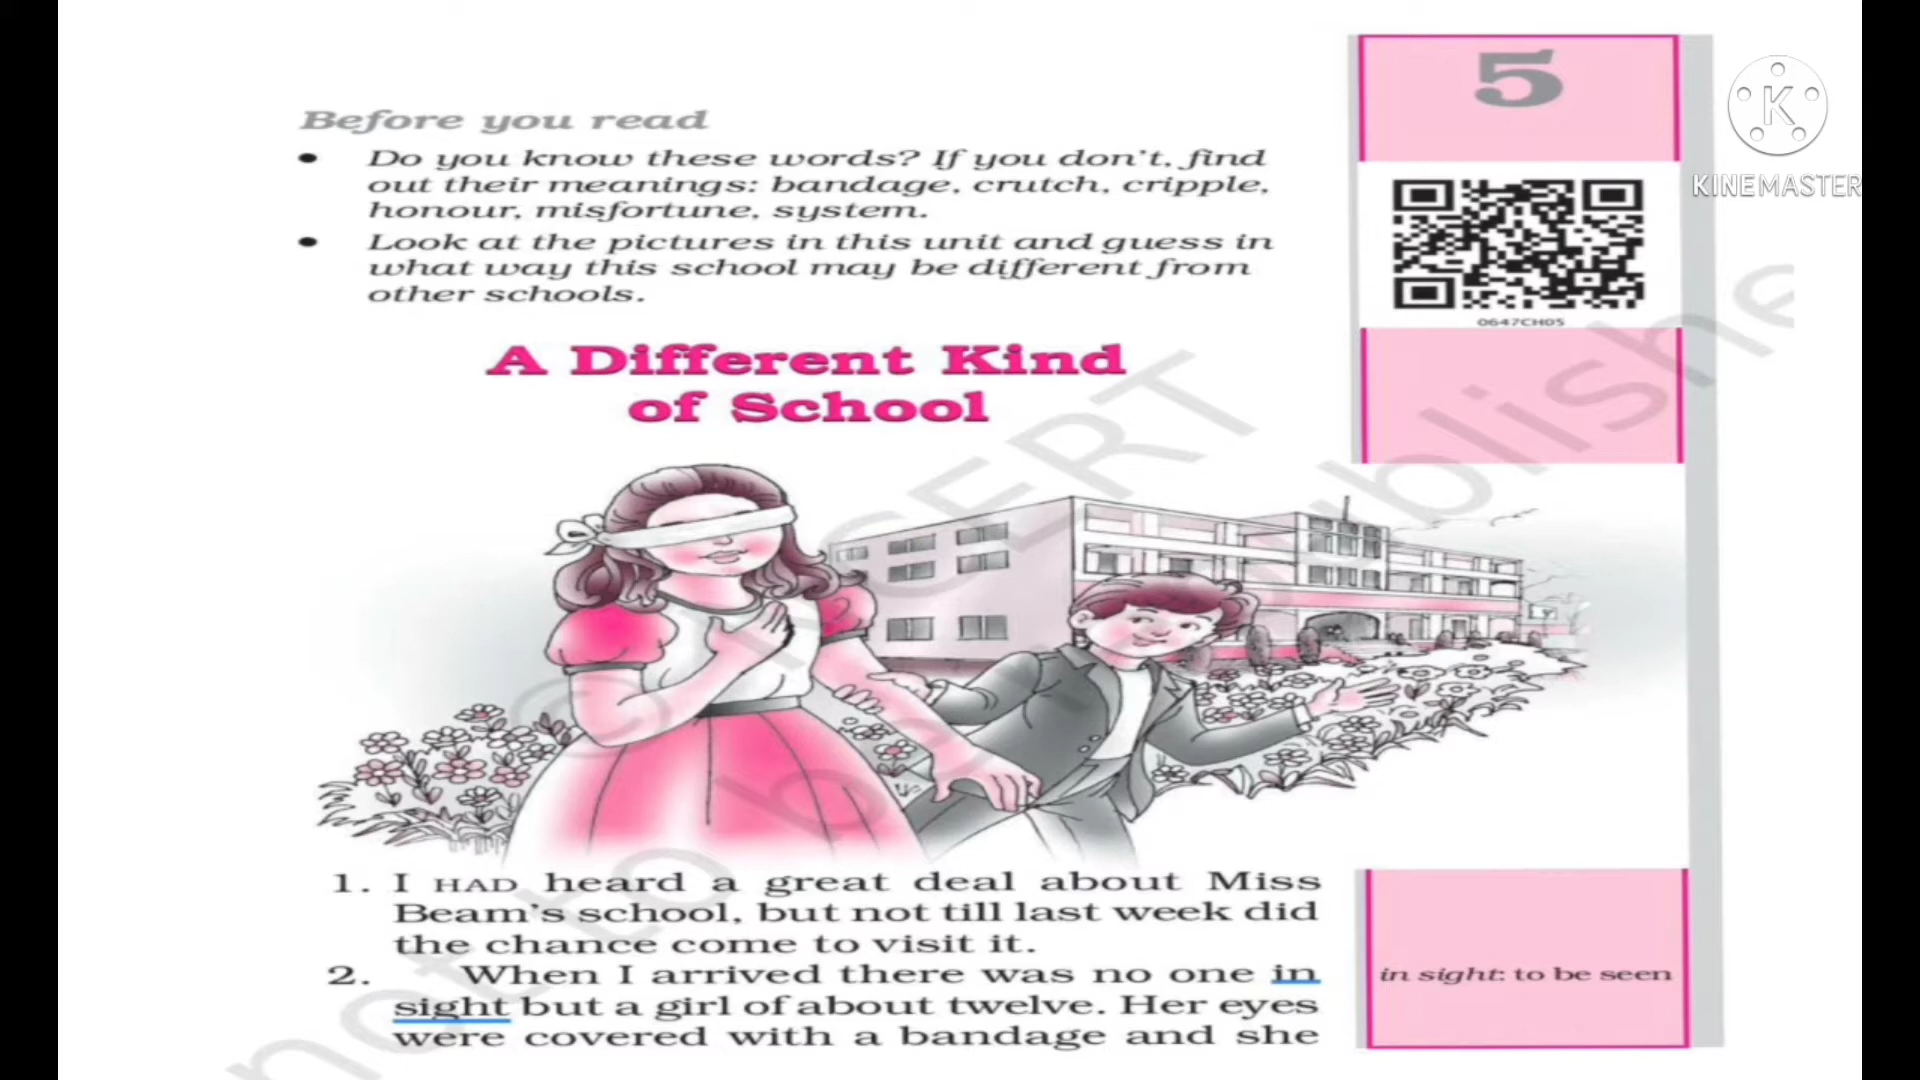 5
KINEMASTER
Before you read
• Do you know these words? If you don't, find
out their meanings: bandage, crutch, cripple,
honour, misfortune, system.
• Look at the pictures in this unit and guess in
what way this school may be different from
other schools.
0647CH05
A Different Kind
of School
1. I HAD heard a great deal about Miss
Beam's school, but not till last week did
the chance come to visit it.
2. When I arrived there was no one in
sight but a girl of about twelve. Her eyes
were covered with a bandage and she
in sight: to be seen
© NCERT
not to be publishe